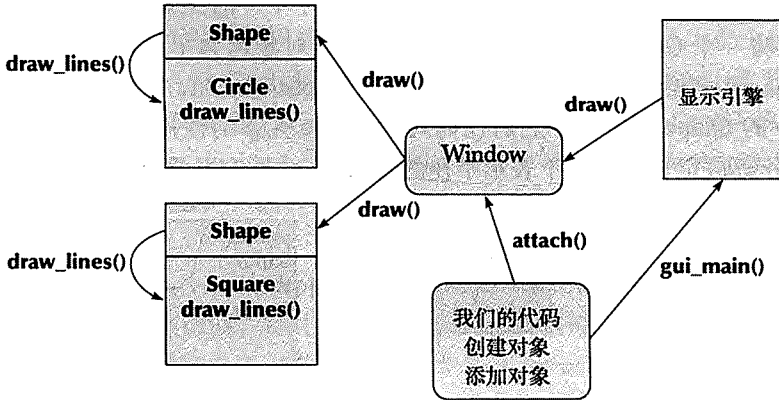 Shape
draw_lines()
Circle
draw_lines()
draw()
draw()
显示引擎
Window
draw()
Shape
draw_lines()
Square
draw_lines()
attach()
gui_main()
我们的代码
创建对象
添加对象